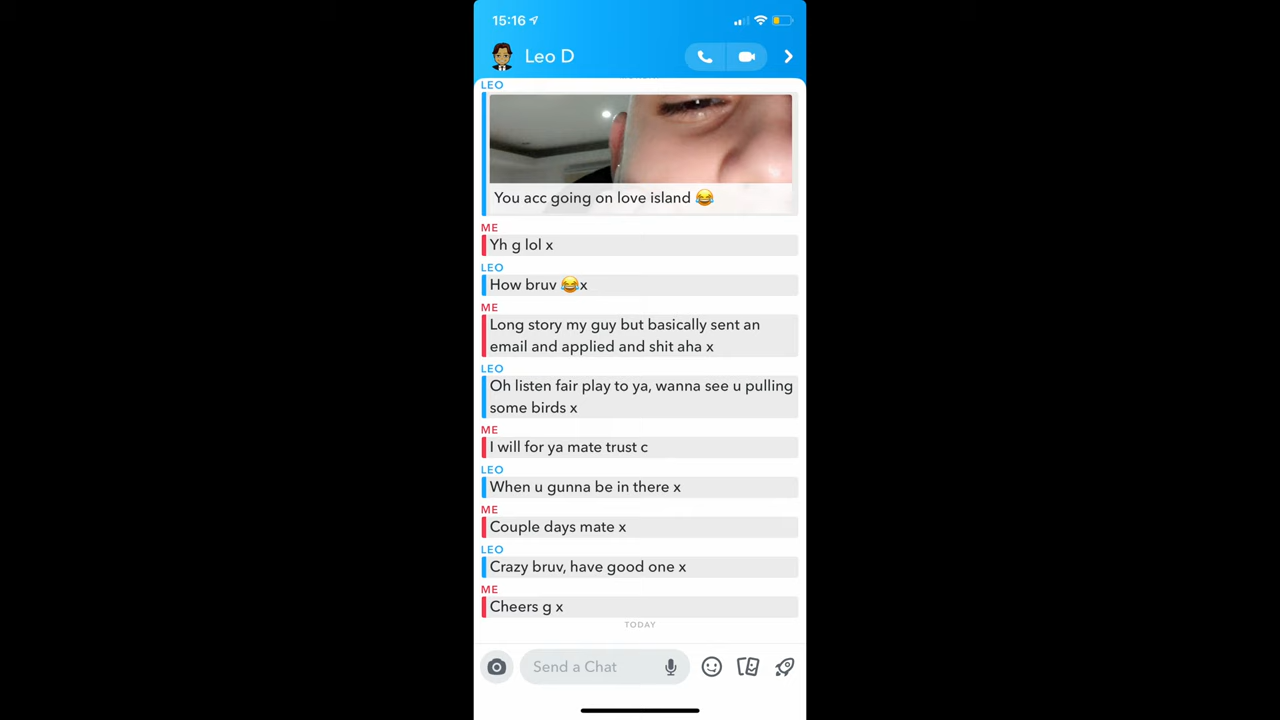 15:16
Leo D
LEO
You acc going on love island 😂
ME
Yh g lol x
LEO
How bruv 😂x
ME
Long story my guy but basically sent an
email and applied and shit aha x
LEO
Oh listen fair play to ya, wanna see u pulling
some birds x
ME
I will for ya mate trust c
LEO
When u gunna be in there x
ME
Couple days mate x
LEO
Crazy bruv, have good one x
ME
Cheers g x
TODAY
Send a Chat